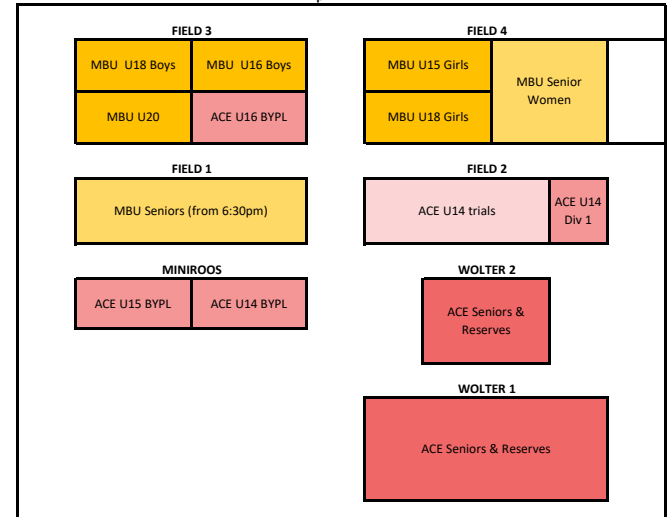 FIELD 3
FIELD 4
MBU U18 Boys
MBU U16 Boys
MBU U15 Girls
MBU Senior
Women
MBU U20
ACE U16 BYPL
MBU U18 Girls
FIELD 1
FIELD 2
MBU Seniors (from 6:30pm)
ACE U14 trials
ACE U14
Div 1
MINIROOS
WOLTER 2
ACE U15 BYPL
ACE U14 BYPL
ACE Seniors &
Reserves
WOLTER 1
ACE Seniors & Reserves